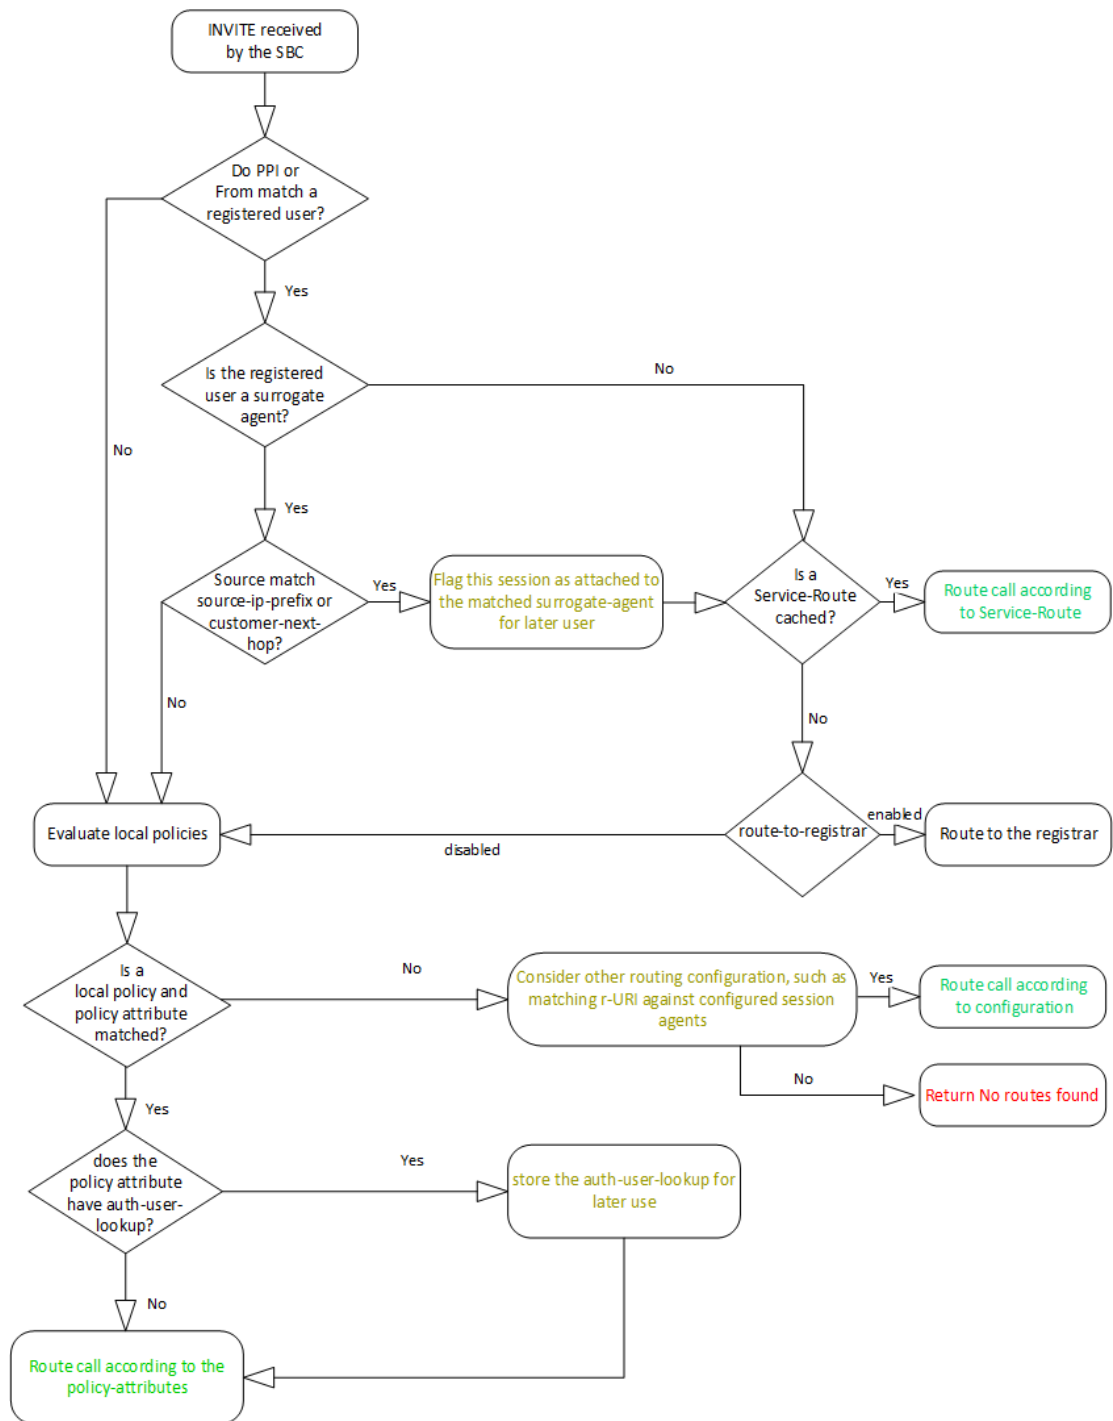 INVITE received
by the SBC
Do PPI or
From match a
registered user?
Yes
Is the registered
user a surrogate
agent?
No
No
Yes
Source match
source-ip-prefix or
customer-next-
hop?
Yes
Flag this session as attached to
the matched surrogate-agent
for later user
Is a
Service-Route
cached?
Yes
Route call according
to Service-Route
No
No
Evaluate local policies
disabled
route-to-registrar
enabled
Route to the registrar
Is a
local policy and
policy attribute
matched?
No
Consider other routing configuration, such as
matching r-URI against configured session
agents
Yes
Route call according
to configuration
No
Return No routes found
Yes
does the
policy attribute
have auth-user-
lookup?
Yes
store the auth-user-lookup for
later use
No
Route call according to the
policy-attributes